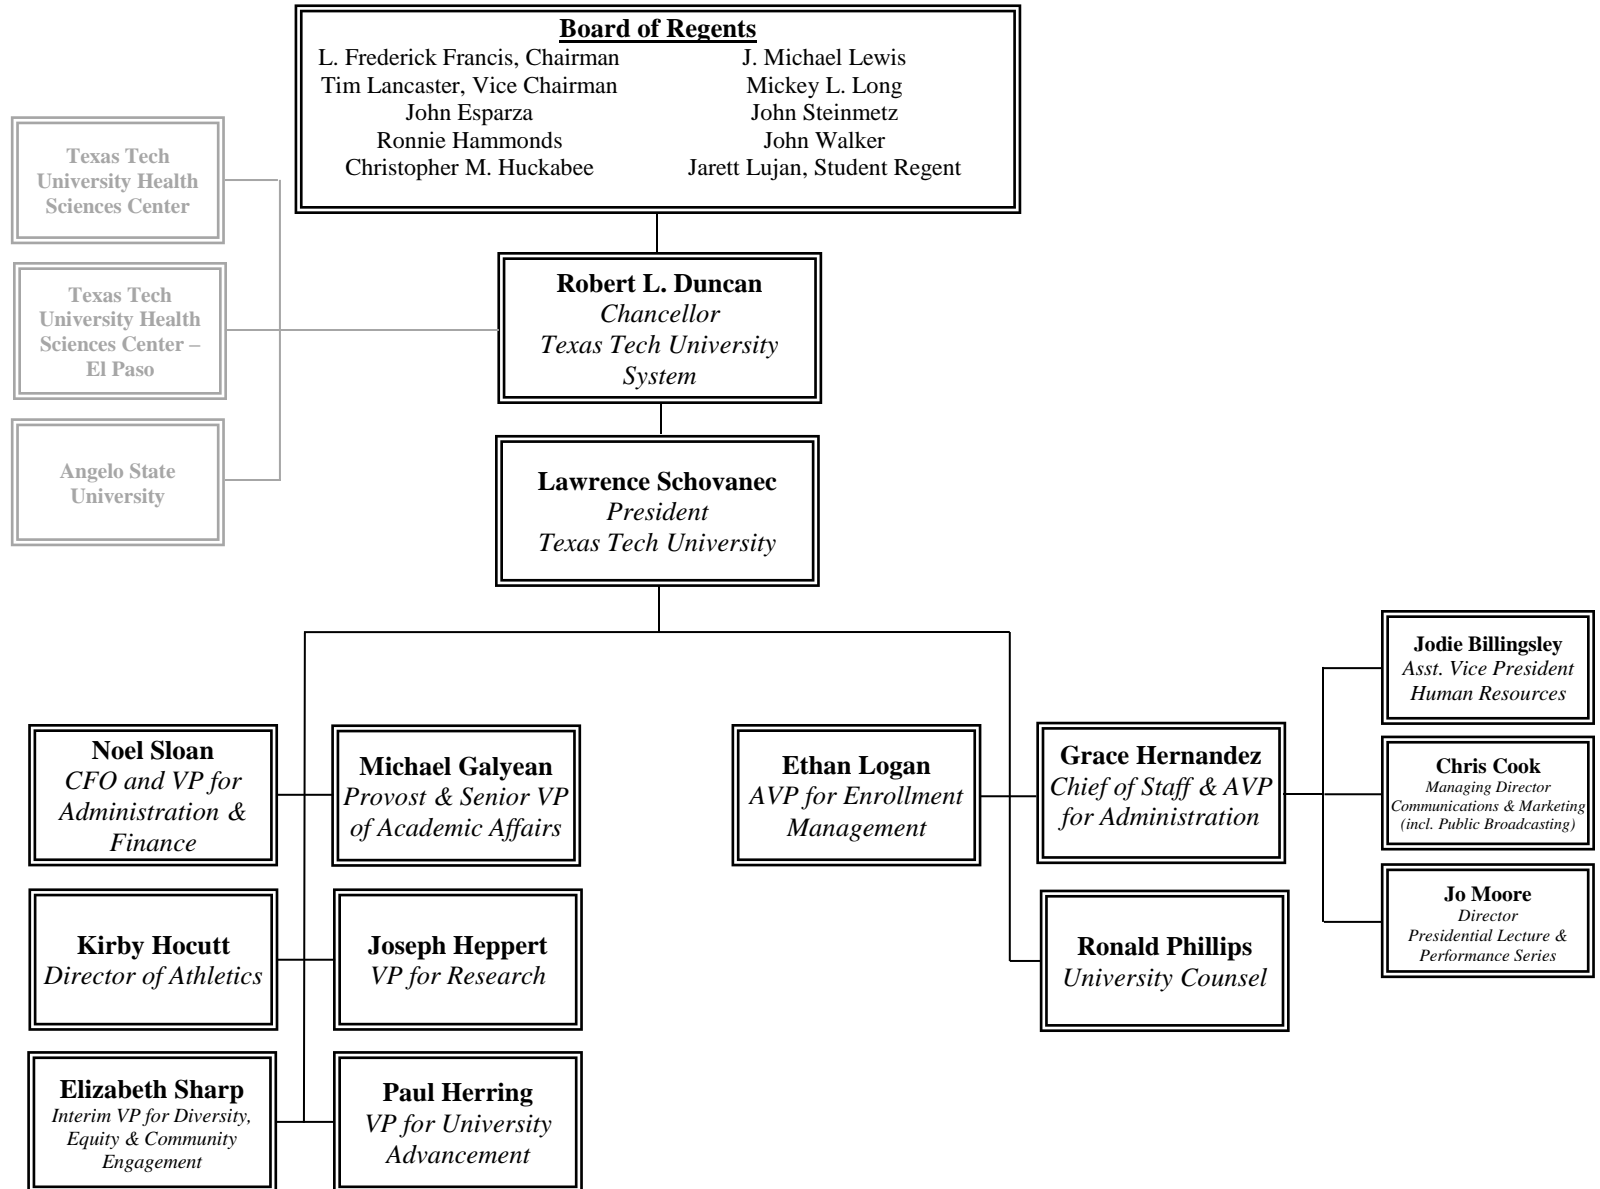 Board of Regents
L. Frederick Francis, Chairman
Tim Lancaster, Vice Chairman
John Esparza
Ronnie Hammonds
Christopher M. Huckabee
J. Michael Lewis
Mickey L. Long
John Steinmetz
John Walker
Jarett Lujan, Student Regent
Texas Tech
University Health
Sciences Center
Texas Tech
University Health
Sciences Center –
El Paso
Angelo State
University
Robert L. Duncan
Chancellor
Texas Tech University
System
Lawrence Schovanec
President
Texas Tech University
Noel Sloan
CFO and VP for
Administration &
Finance
Michael Galyean
Provost & Senior VP
of Academic Affairs
Kirby Hocutt
Director of Athletics
Joseph Heppert
VP for Research
Elizabeth Sharp
Interim VP for Diversity,
Equity & Community
Engagement
Paul Herring
VP for University
Advancement
Ethan Logan
AVP for Enrollment
Management
Grace Hernandez
Chief of Staff & AVP
for Administration
Ronald Phillips
University Counsel
Jodie Billingsley
Asst. Vice President
Human Resources
Chris Cook
Managing Director
Communications & Marketing
(incl. Public Broadcasting)
Jo Moore
Director
Presidential Lecture &
Performance Series